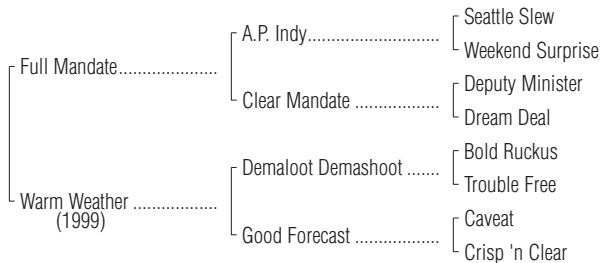 Seattle Slew
A.P. Indy..........................
Weekend Surprise
Full Mandate....................
Deputy Minister
Clear Mandate .................
Dream Deal
Bold Ruckus
Demaloot Demashoot .......
Trouble Free
Warm Weather .................
(1999)
Caveat
Good Forecast .................
Crisp 'n Clear